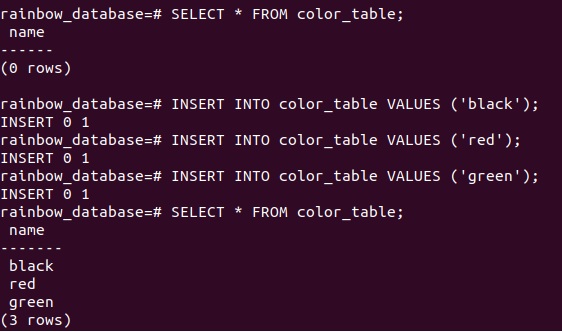 rainbow_database=# SELECT * FROM color_table;
 name
------
(0 rows)

rainbow_database=# INSERT INTO color_table VALUES ('black');
INSERT 0 1
rainbow_database=# INSERT INTO color_table VALUES ('red');
INSERT 0 1
rainbow_database=# INSERT INTO color_table VALUES ('green');
INSERT 0 1
rainbow_database=# SELECT * FROM color_table;
 name
-------
 black
 red
 green
(3 rows)